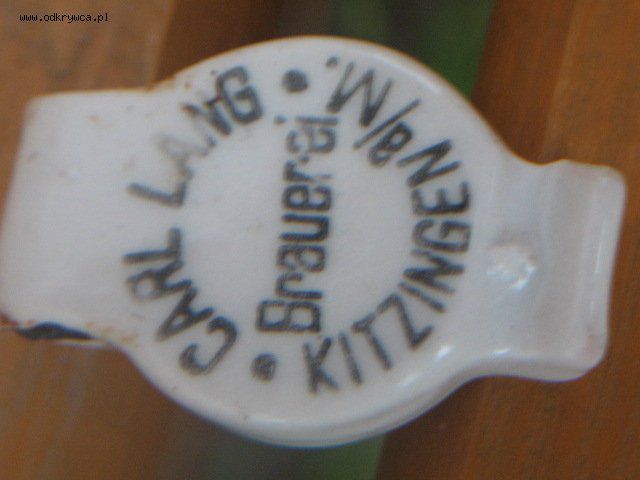 www.odkrywca.pl
CARL LANG
Brauerei
KITZINGEN a/M.